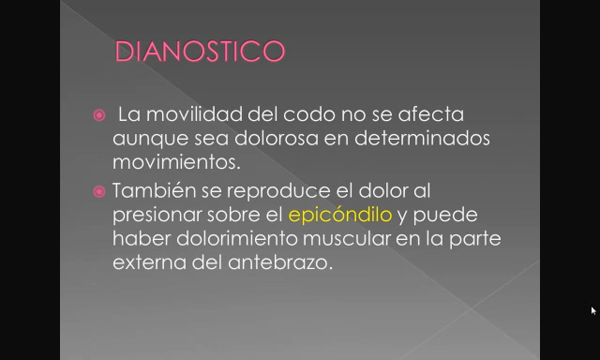 DIANOSTICO
La movilidad del codo no se afecta
aunque sea dolorosa en determinados
movimientos.
También se reproduce el dolor al
presionar sobre el epicóndilo y puede
haber dolorimiento muscular en la parte
externa del antebrazo.